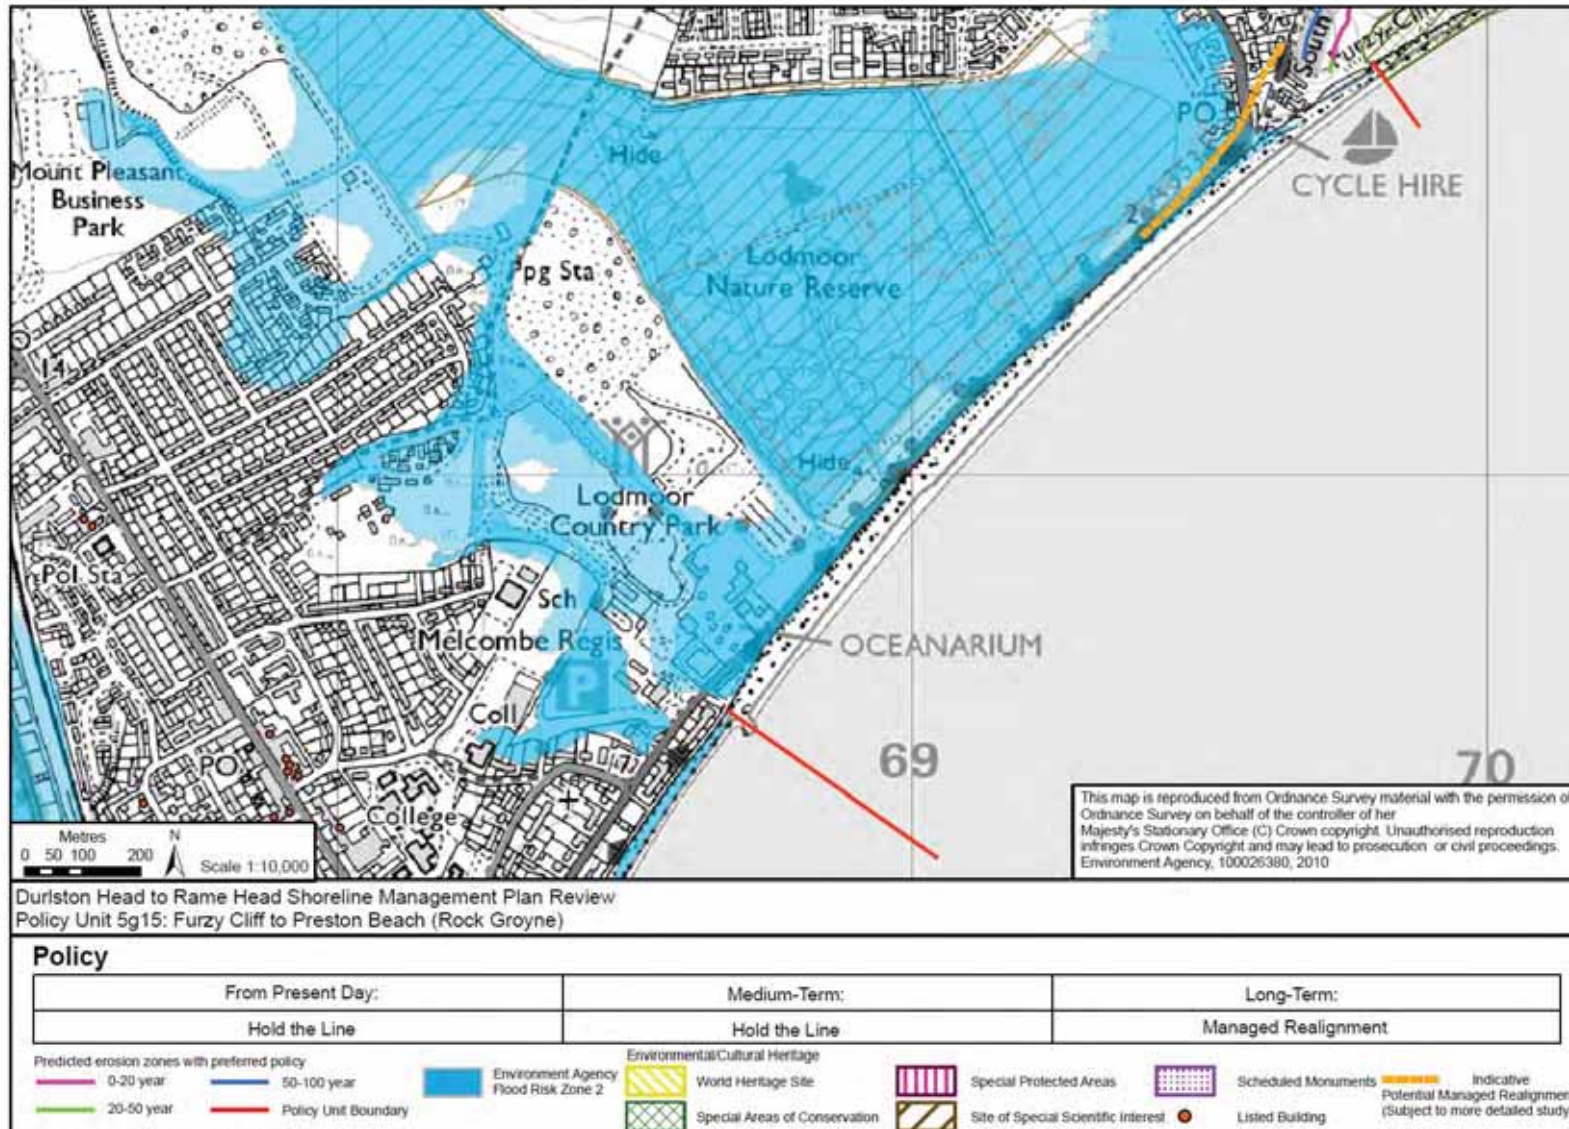 South
Furzy Cliff
PO
CYCLE HIRE
Hide
Mount Pleasant
Business
Park
Ppg Sta
Lodmoor
Nature Reserve
14
Hide
Lodmoor
Country Park
Pol Sta
Sch
Melcombe Regis
OCEANARIUM
P
Coll
PO
69
70
College
Metres
0 50 100 200
N
Scale 1:10,000
This map is reproduced from Ordnance Survey material with the permission of
Ordnance Survey on behalf of the controller of her
Majesty's Stationary Office (C) Crown copyright. Unauthorised reproduction
infringes Crown Copyright and may lead to prosecution or civil proceedings.
Environment Agency, 100026380, 2010
Durlston Head to Rame Head Shoreline Management Plan Review
Policy Unit 5g15: Furzy Cliff to Preston Beach (Rock Groyne)
Policy
From Present Day: Medium-Term: Long-Term:
Hold the Line Hold the Line Managed Realignment
Predicted erosion zones with preferred policy
0-20 year
50-100 year
20-50 year
Policy Unit Boundary
Environment Agency
Flood Risk Zone 2
Environmental/Cultural Heritage
World Heritage Site
Special Protected Areas
Scheduled Monuments
Special Areas of Conservation
Site of Special Scientific Interest
Listed Building
Indicative
Potential Managed Realignment
(Subject to more detailed study